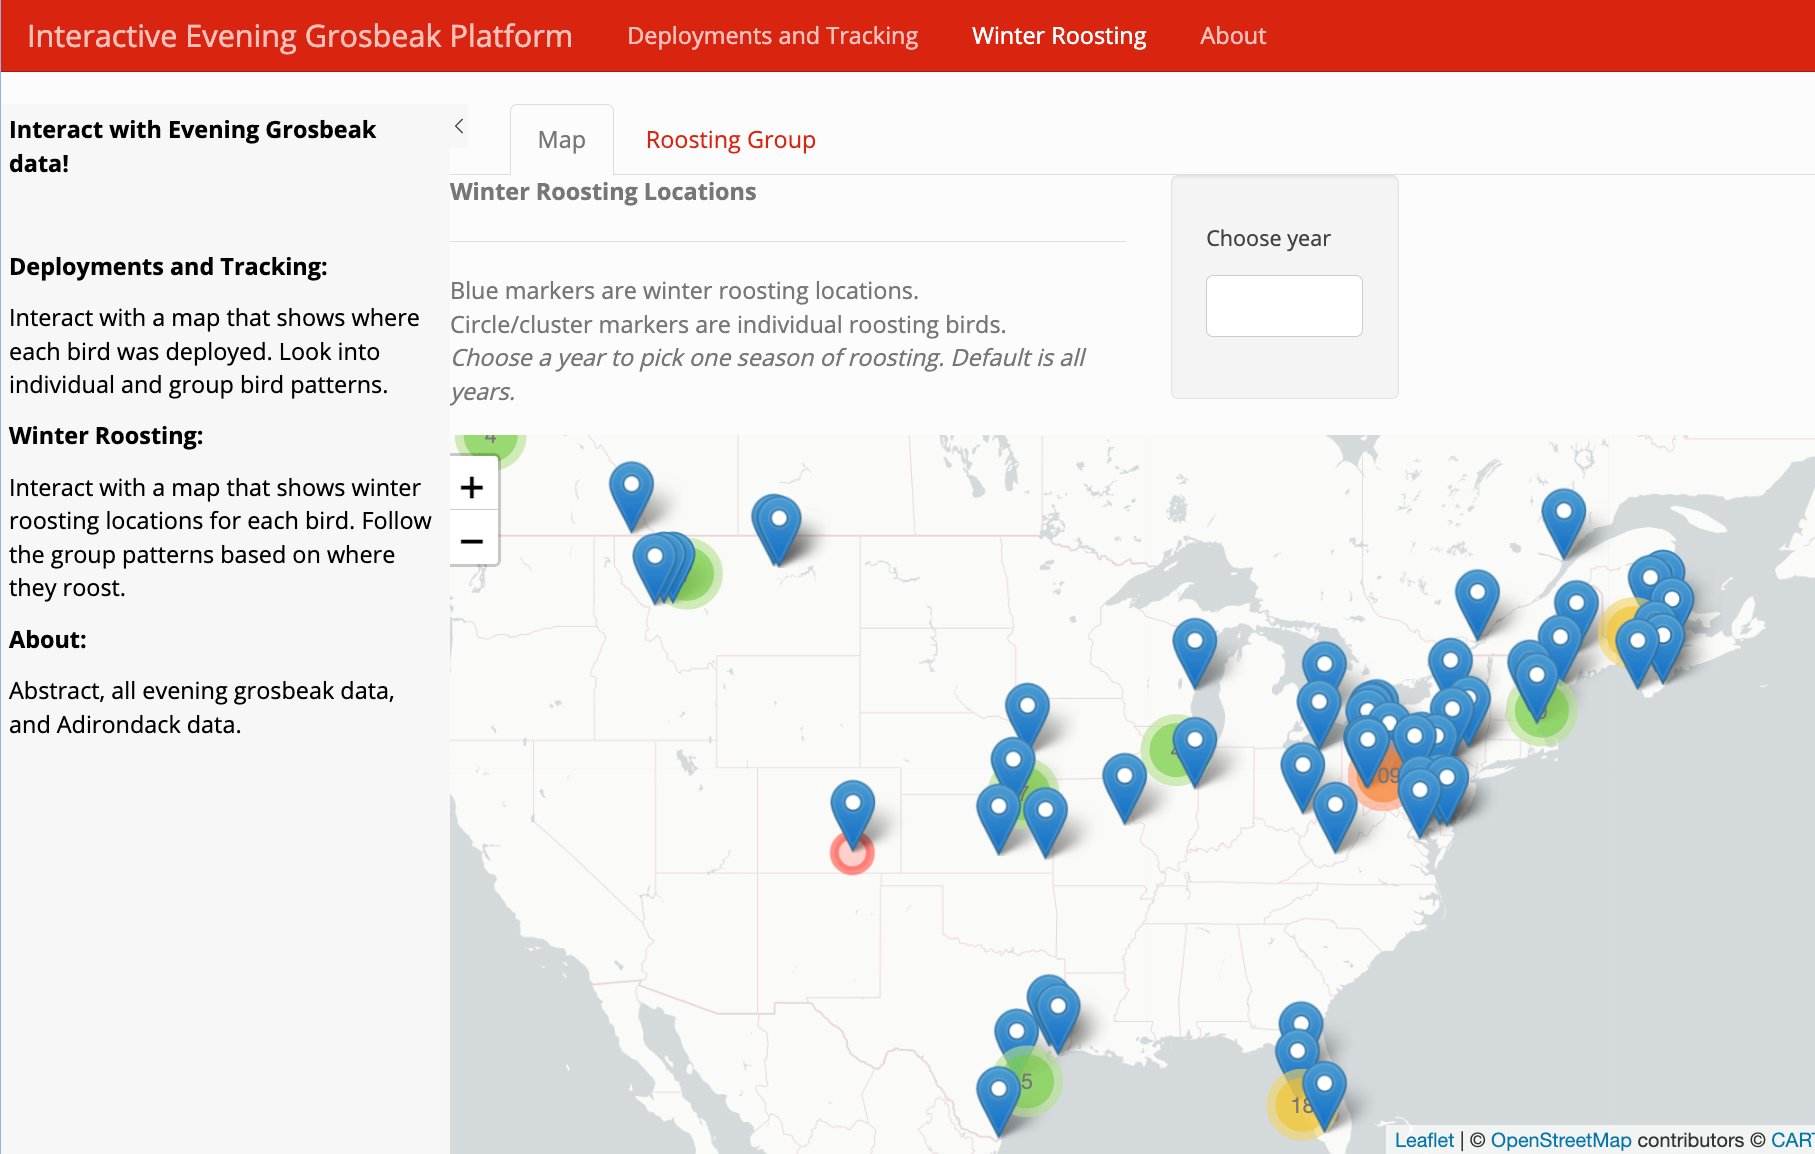 Interactive Evening Grosbeak Platform
Deployments and Tracking
Winter Roosting
About
Interact with Evening Grosbeak
data!
Deployments and Tracking:
Interact with a map that shows where
each bird was deployed. Look into
individual and group bird patterns.
Winter Roosting:
Interact with a map that shows winter
roosting locations for each bird. Follow
the group patterns based on where
they roost.
About:
Abstract, all evening grosbeak data,
and Adirondack data.
Map
Roosting Group
Winter Roosting Locations
Blue markers are winter roosting locations.
Circle/cluster markers are individual roosting birds.
Choose a year to pick one season of roosting. Default is all
years.
Choose year
4
+
−
09
5
18
Leaflet | © OpenStreetMap contributors © CART